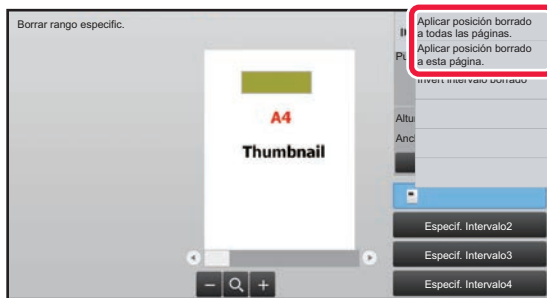 Borrar rango especific.
Aplicar posición borrado
a todas las páginas.
Aplicar posición borrado
a esta página.
Invert intervalo borrado
A4
Thumbnail
Especif. Intervalo2
Especif. Intervalo3
Especif. Intervalo4